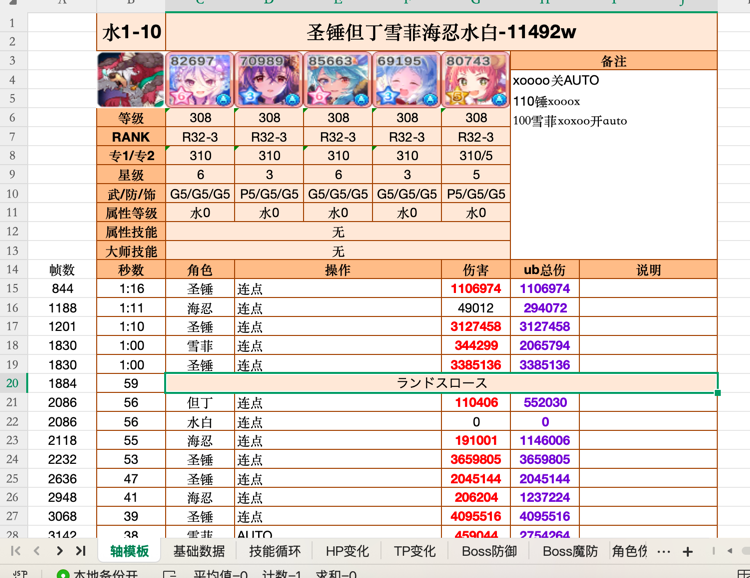 水1-10 圣锤但丁雪菲海忍水白-11492w
82697 70989 85663 69195 80743 备注
xoooo关AUTO
110锤xooox
100雪菲xoxoo开auto
等级 308 308 308 308 308
RANK R32-3 R32-3 R32-3 R32-3 R32-3
专1/专2 310 310 310 310 310/5
星级 6 3 6 3 5
武/防/饰 G5/G5/G5 P5/G5/G5 G5/G5/G5 G5/G5/G5 P5/G5/G5
属性等级 水0 水0 水0 水0 水0
属性技能 无
大师技能 无
帧数 秒数 角色 操作 伤害 ub总伤 说明
844 1:16 圣锤 连点 1106974 1106974
1188 1:11 海忍 连点 49012 294072
1201 1:10 圣锤 连点 3127458 3127458
1830 1:00 雪菲 连点 344299 2065794
1830 1:00 圣锤 连点 3385136 3385136
1884 59 ランドスロース
2086 56 但丁 连点 110406 552030
2086 56 水白 连点 0 0
2118 55 海忍 连点 191001 1146006
2232 53 圣锤 连点 3659805 3659805
2636 47 圣锤 连点 2045144 2045144
2948 41 海忍 连点 206204 1237224
3068 39 圣锤 连点 4095516 4095516
3142 38 雪菲 AUTO 459044 2754264
轴模板 基础数据 技能循环 HP变化 TP变化 Boss防御 Boss魔防 角色伤
本地备份开 平均值=0 计数=1 求和=0